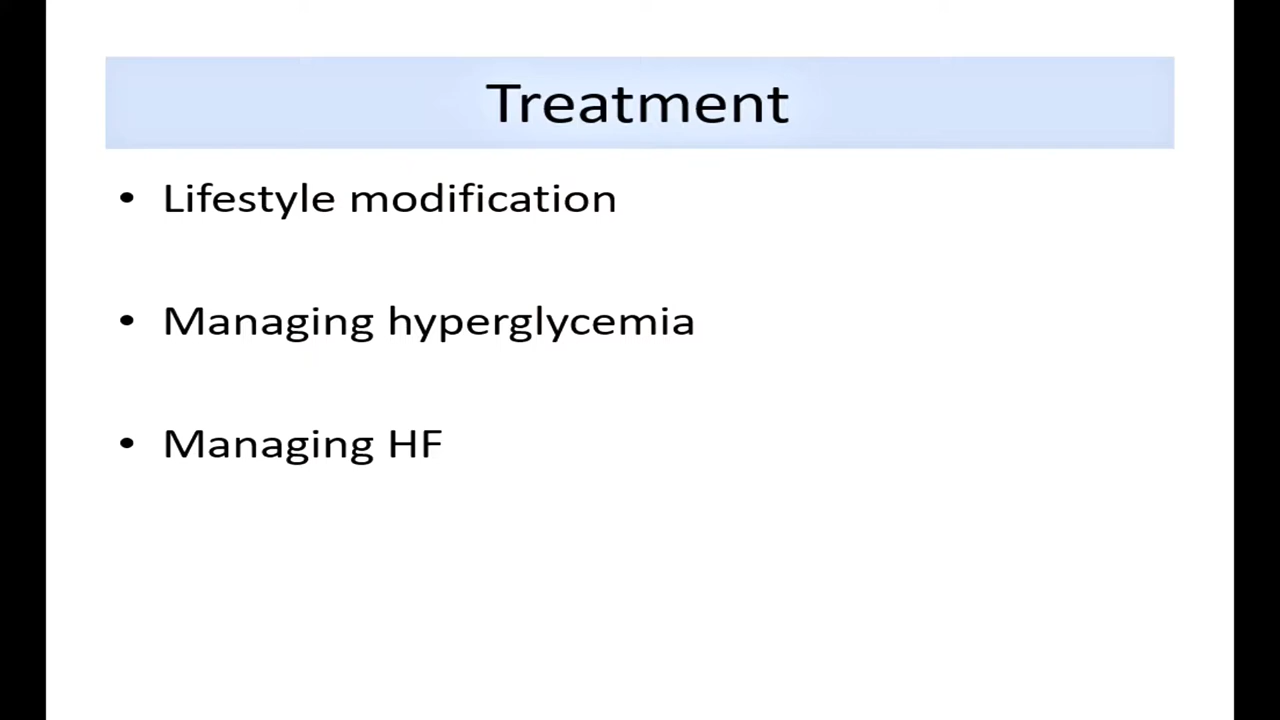 Treatment
• Lifestyle modification
• Managing hyperglycemia
• Managing HF